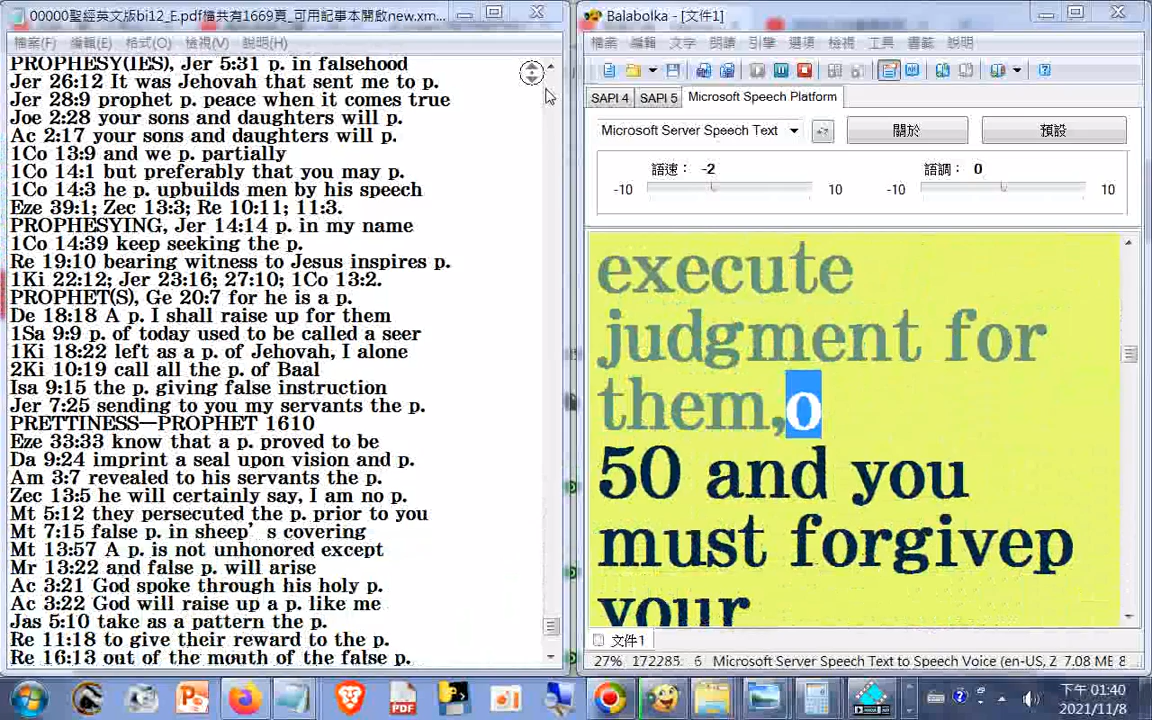 00000聖經英文版bi12_E.pdf檔共有1669頁_可用記事本開啟new.xm...
檔案(F) 編輯(E) 格式(O) 檢視(V) 說明(H)
PROPHESY(IES), Jer 5:31 p. in falsehood
Jer 26:12 It was Jehovah that sent me to p.
Jer 28:9 prophet p. peace when it comes true
Joe 2:28 your sons and daughters will p.
Ac 2:17 your sons and daughters will p.
1Co 13:9 and we p. partially
1Co 14:1 but preferably that you may p.
1Co 14:3 he p. upbuilds men by his speech
Eze 39:1; Zec 13:3; Re 10:11; 11:3.
PROPHESYING, Jer 14:14 p. in my name
1Co 14:39 keep seeking the p.
Re 19:10 bearing witness to Jesus inspires p.
1Ki 22:12; Jer 23:16; 27:10; 1Co 13:2.
PROPHET(S), Ge 20:7 for he is a p.
De 18:18 A p. I shall raise up for them
1Sa 9:9 p. of today used to be called a seer
1Ki 18:22 left as a p. of Jehovah, I alone
2Ki 10:19 call all the p. of Baal
Isa 9:15 the p. giving false instruction
Jer 7:25 sending to you my servants the p.
PRETTINESS—PROPHET 1610
Eze 33:33 know that a p. proved to be
Da 9:24 imprint a seal upon vision and p.
Am 3:7 revealed to his servants the p.
Zec 13:5 he will certainly say, I am no p.
Mt 5:12 they persecuted the p. prior to you
Mt 7:15 false p. in sheep’s covering
Mt 13:57 A p. is not unhonored except
Mr 13:22 and false p. will arise
Ac 3:21 God spoke through his holy p.
Ac 3:22 God will raise up a p. like me
Jas 5:10 take as a pattern the p.
Re 11:18 to give their reward to the p.
Re 16:13 out of the mouth of the false p.
Balabolka - [文件1]
檔案 編輯 文字 朗讀 引擎 選項 檢視 工具 書籤 說明
SAPI 4 SAPI 5 Microsoft Speech Platform
Microsoft Server Speech Text 關於 預設
語速： -2 語調： 0
-10 10 -10 10
execute
judgment for
them,o
50 and you
must forgivep
your
文件1
27% 172285: 6 Microsoft Server Speech Text to Speech Voice (en-US, Z 7.08 MB 8
下午 01:40
2021/11/8